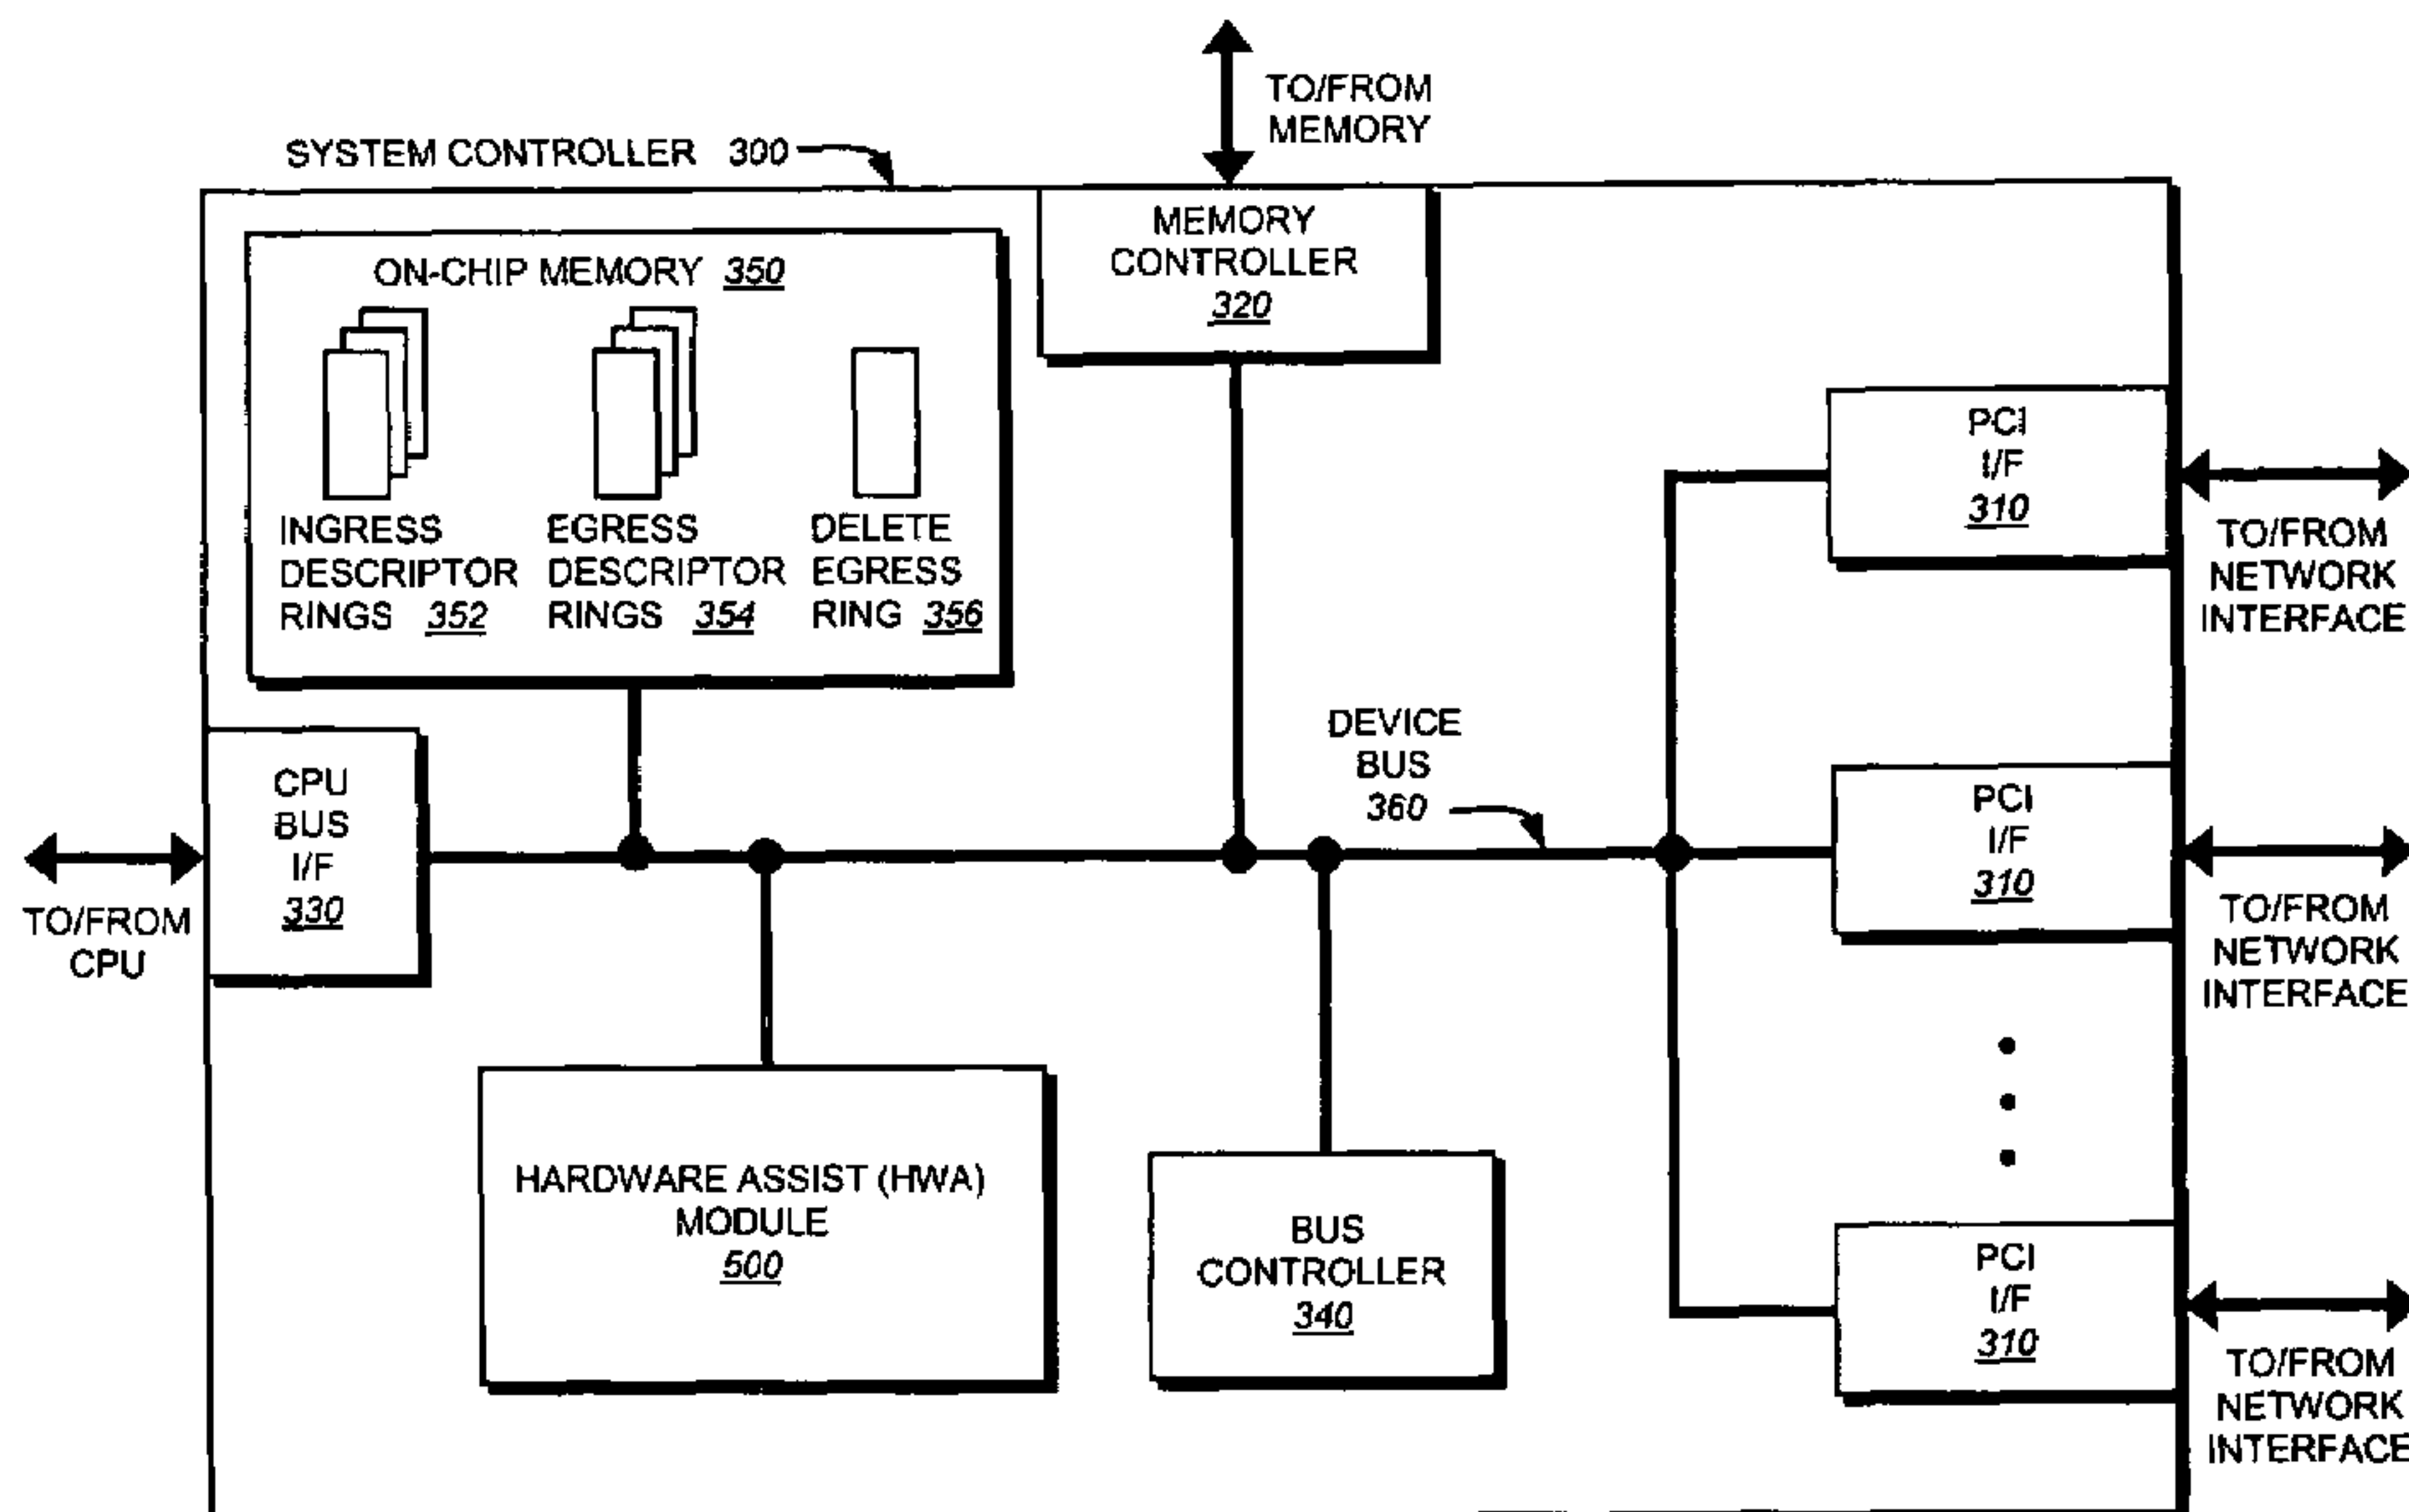 TO/FROM
MEMORY
SYSTEM CONTROLLER 300
MEMORY
CONTROLLER
320
ON-CHIP MEMORY 350
INGRESS
DESCRIPTOR
RINGS 352
EGRESS
DESCRIPTOR
RINGS 354
DELETE
EGRESS
RING 356
PCI
I/F
310
TO/FROM
NETWORK
INTERFACE
CPU
BUS
I/F
330
TO/FROM
CPU
DEVICE
BUS
360
PCI
I/F
310
TO/FROM
NETWORK
INTERFACE
HARDWARE ASSIST (HWA)
MODULE
500
BUS
CONTROLLER
340
PCI
I/F
310
TO/FROM
NETWORK
INTERFACE